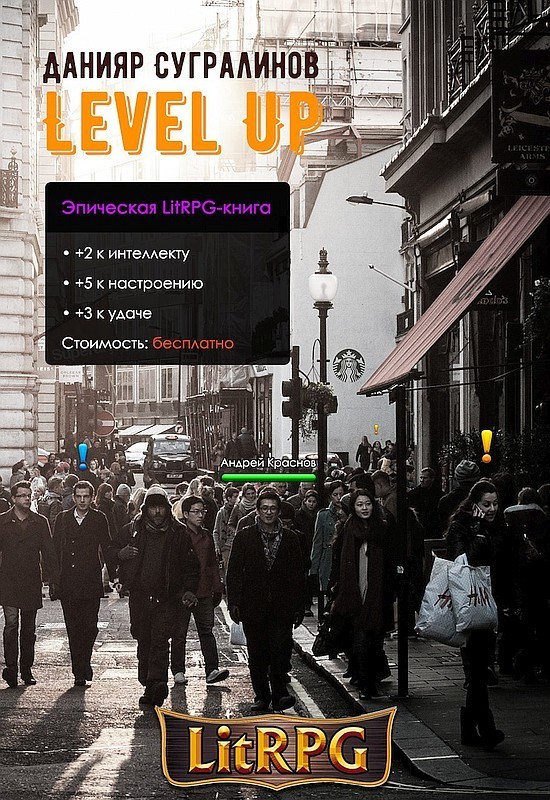 ДАНИЯР СУГРАЛИНОВ
LEVEL UP
Эпическая LitRPG-книга
• +2 к интеллекту
• +5 к настроению
• +3 к удаче
Стоимость: бесплатно
LEICESTER
ARMS
!
!
!
Андрей Краснов
H&M
LitRPG